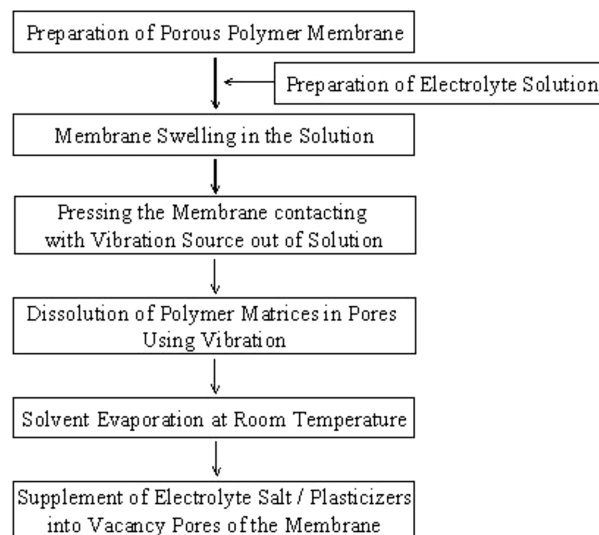 Preparation of Porous Polymer Membrane
Preparation of Electrolyte Solution
Membrane Swelling in the Solution
Pressing the Membrane contacting
with Vibration Source out of Solution
Dissolution of Polymer Matrices in Pores
Using Vibration
Solvent Evaporation at Room Temperature
Supplement of Electrolyte Salt / Plasticizers
into Vacancy Pores of the Membrane